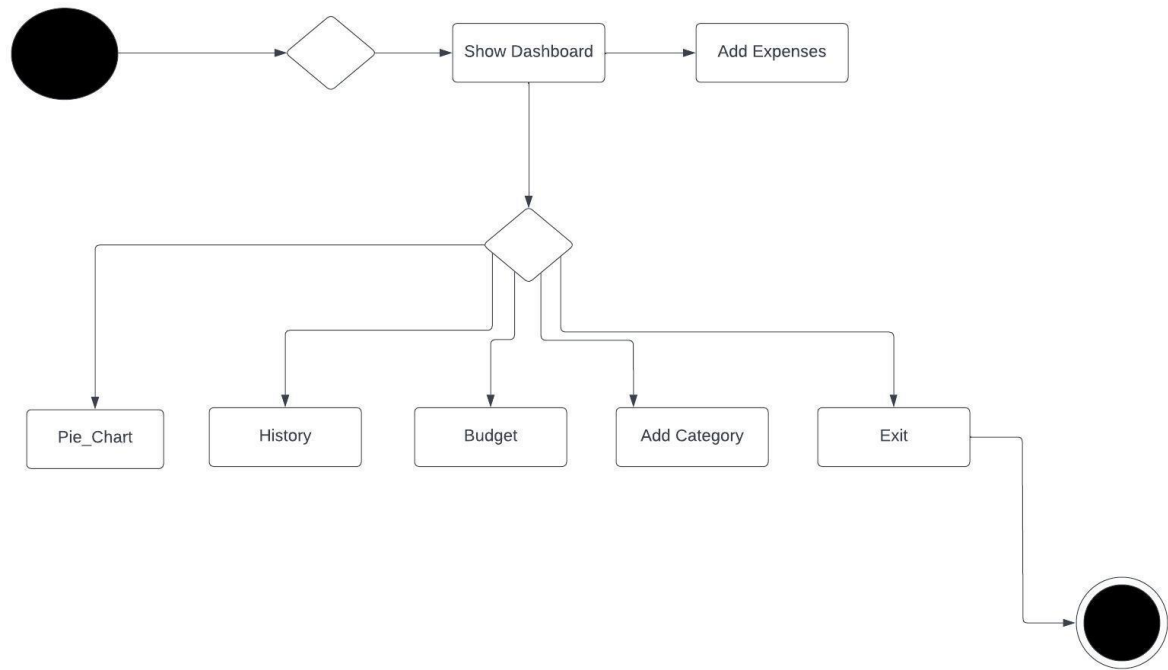 Show Dashboard
Add Expenses
Pie_Chart
History
Budget
Add Category
Exit